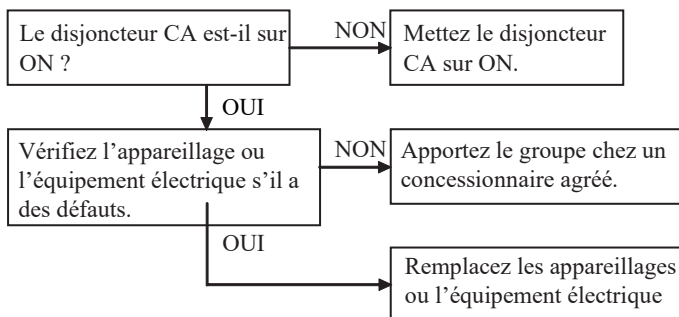 Le disjoncteur CA est-il sur
ON ?
NON
Mettez le disjoncteur
CA sur ON.
OUI
Vérifiez l’appareillage ou
l’équipement électrique s’il a
des défauts.
NON
Apportez le groupe chez un
concessionnaire agréé.
OUI
Remplacez les appareillages
ou l’équipement électrique